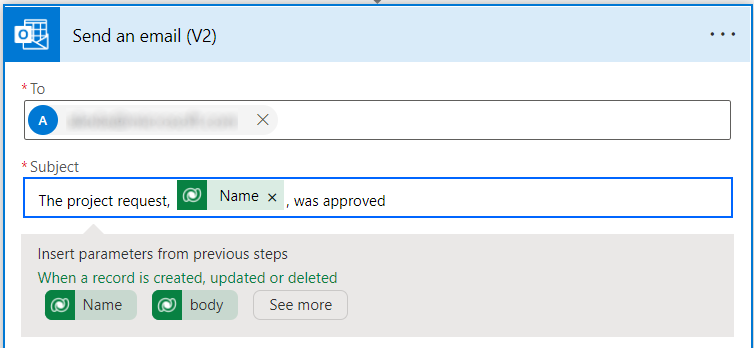 Send an email (V2)
* To
A
* Subject
The project request, Name × , was approved
Insert parameters from previous steps
When a record is created, updated or deleted
Name body See more